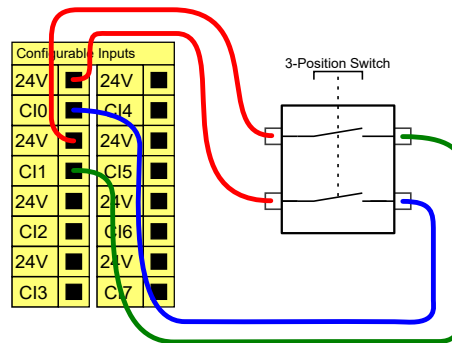 Configurable Inputs
3-Position Switch
24V 24V
CI0 CI4
24V 24V
CI1 CI5
24V 24V
CI2 CI6
24V 24V
CI3 CI7